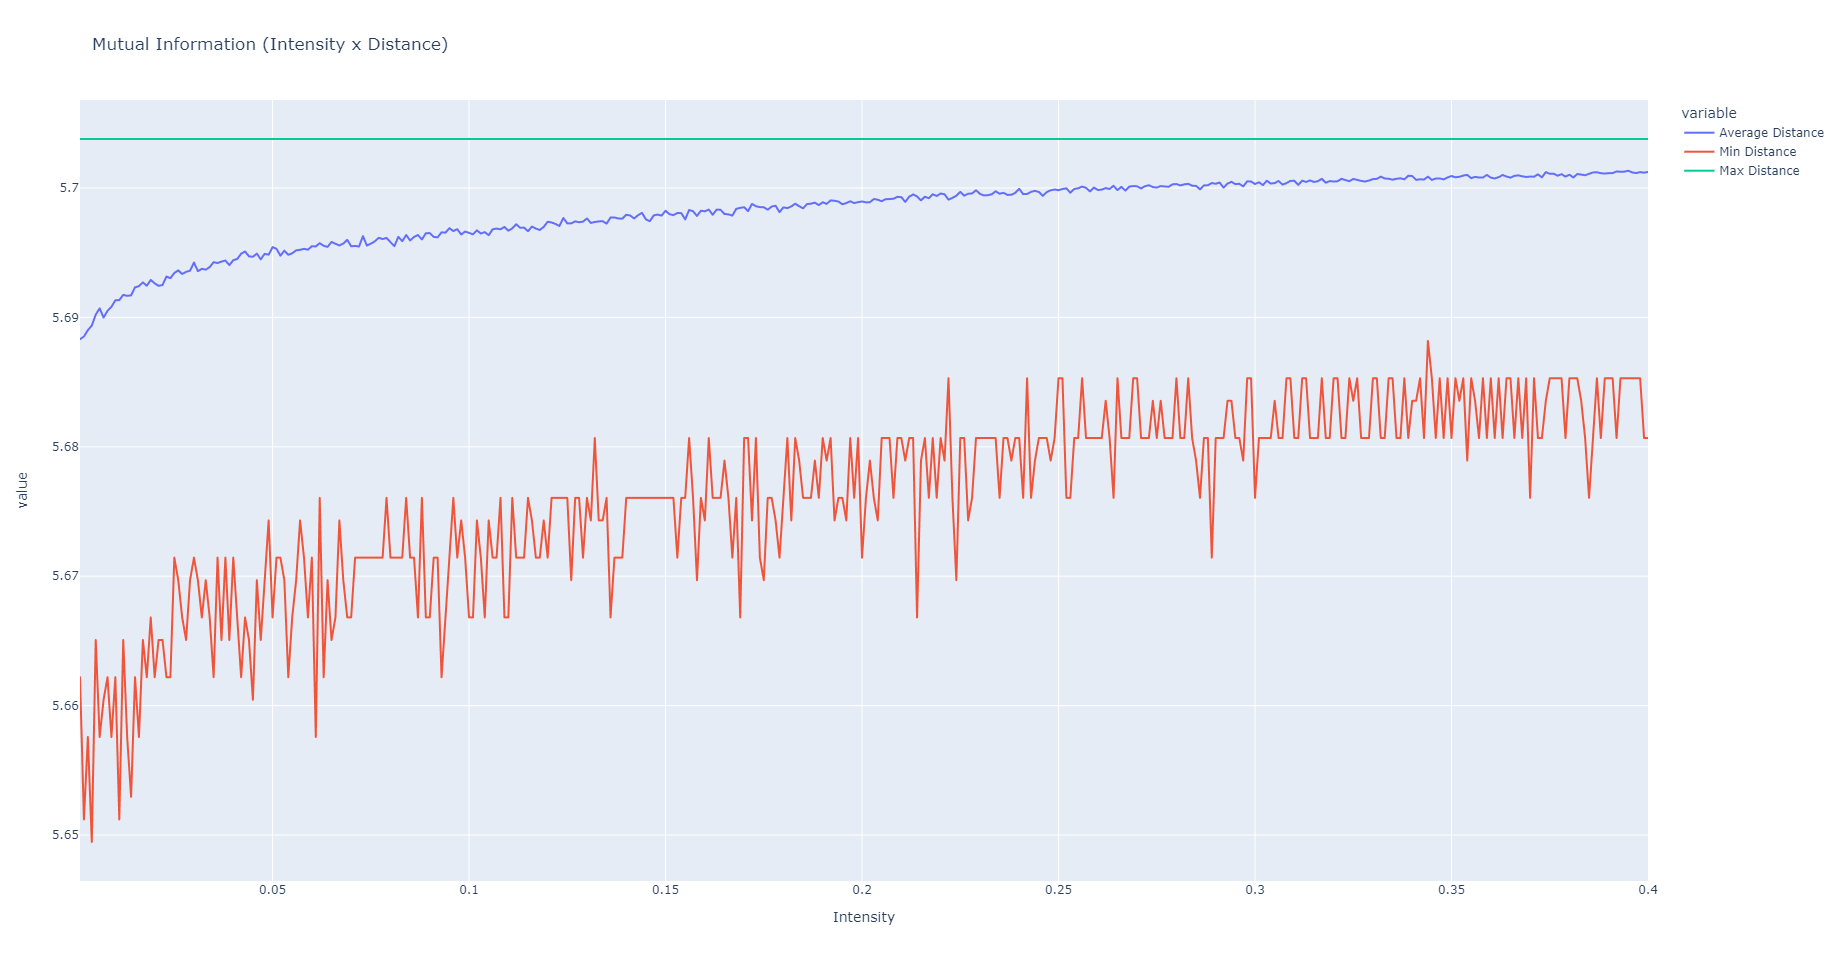 Mutual Information (Intensity x Distance)
variable
Average Distance
Min Distance
Max Distance
value
5.7
5.69
5.68
5.67
5.66
5.65
0.05
0.1
0.15
0.2
0.25
0.3
0.35
0.4
Intensity